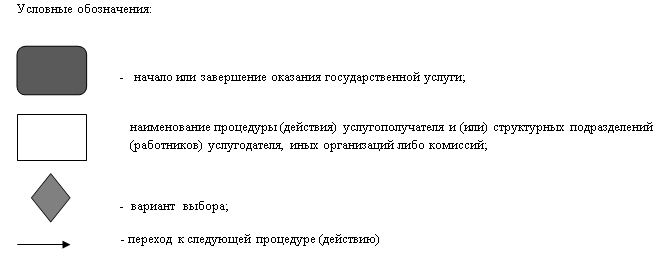 Условные обозначения:
- начало или завершение оказания государственной услуги;
наименование процедуры (действия) услугополучателя и (или) структурных подразделений
(работников) услугодателя, иных организаций либо комиссий;
- вариант выбора;
- переход к следующей процедуре (действию)